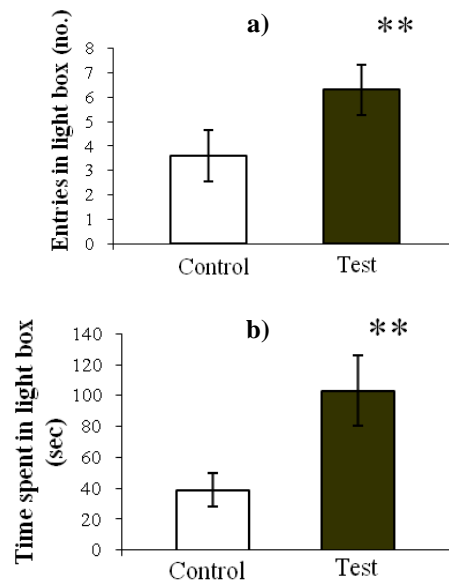 a) **
Entries in light box (no.)
8
7
6
5
4
3
2
1
0
Control Test
b) **
Time spent in light box
(sec)
140
120
100
80
60
40
20
0
Control Test